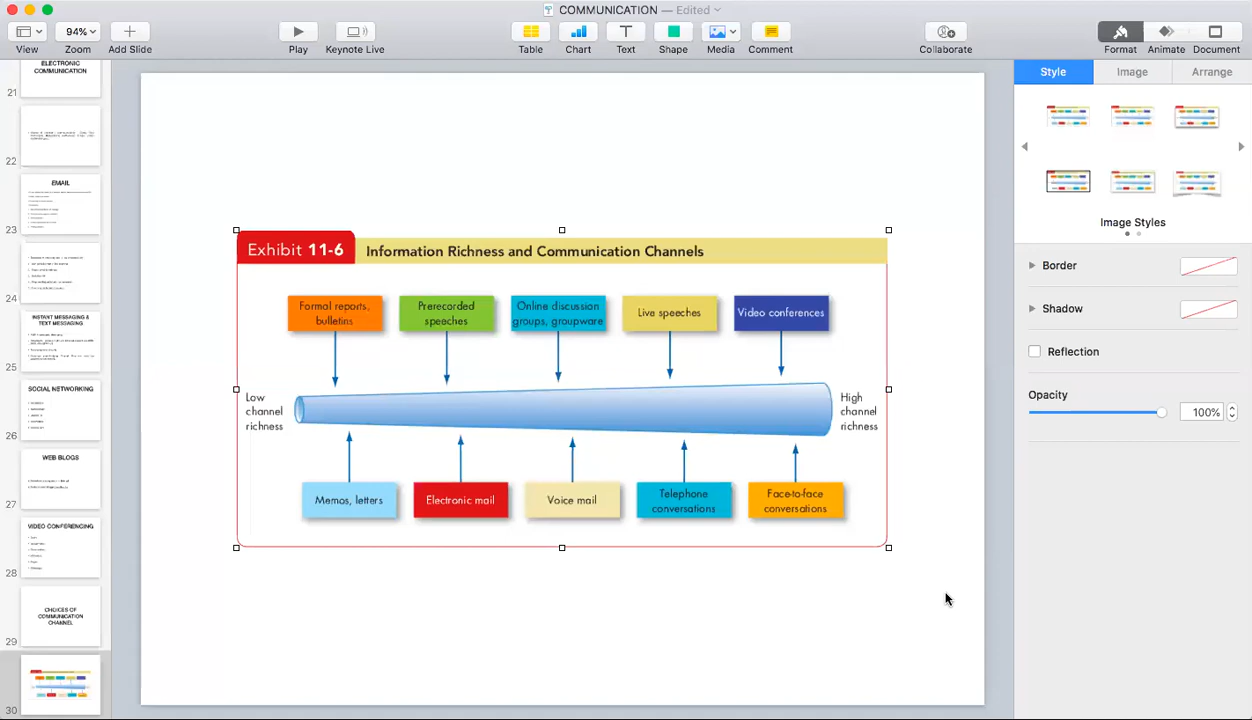 COMMUNICATION — Edited
94%
View
Zoom
Add Slide
Play
Keynote Live
Table
Chart
Text
Shape
Media
Comment
Collaborate
Format
Animate
Document
ELECTRONIC
COMMUNICATION
21
22
EMAIL
23
24
INSTANT MESSAGING &
TEXT MESSAGING
25
SOCIAL NETWORKING
26
WEB BLOGS
27
VIDEO CONFERENCING
28
CHOICES OF
COMMUNICATION
CHANNEL
29
30
Exhibit 11-6
Information Richness and Communication Channels
Formal reports,
bulletins
Prerecorded
speeches
Online discussion
groups, groupware
Live speeches
Video conferences
Low
channel
richness
High
channel
richness
Memos, letters
Electronic mail
Voice mail
Telephone
conversations
Face-to-face
conversations
Style
Image
Arrange
Image Styles
Border
Shadow
Reflection
Opacity
100%